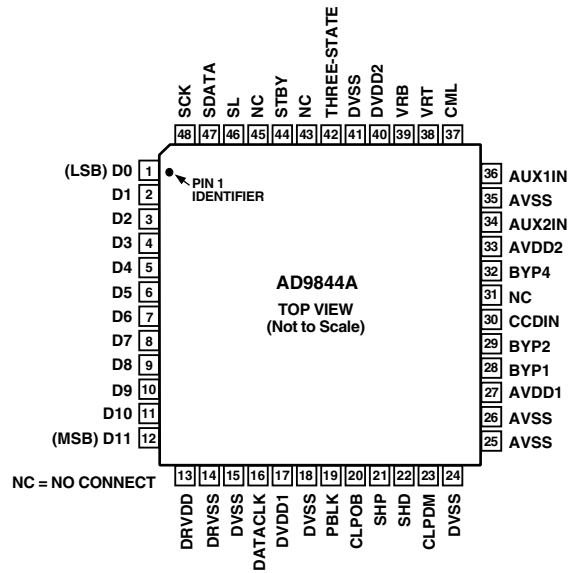 SCK
SDATA
SL
NC
STBY
NC
THREE-STATE
DVSS
DVDD2
VRB
VRT
CML
48 47 46 45 44 43 42 41 40 39 38 37
(LSB) D0 1
D1 2
D2 3
D3 4
D4 5
D5 6
D6 7
D7 8
D8 9
D9 10
D10 11
(MSB) D11 12
PIN 1
IDENTIFIER
AD9844A
TOP VIEW
(Not to Scale)
36 AUX1IN
35 AVSS
34 AUX2IN
33 AVDD2
32 BYP4
31 NC
30 CCDIN
29 BYP2
28 BYP1
27 AVDD1
26 AVSS
25 AVSS
NC = NO CONNECT
13 14 15 16 17 18 19 20 21 22 23 24
DRVDD
DRVSS
DVSS
DATACLK
DVDD1
DVSS
PBLK
CLPOB
SHP
SHD
CLPDM
DVSS